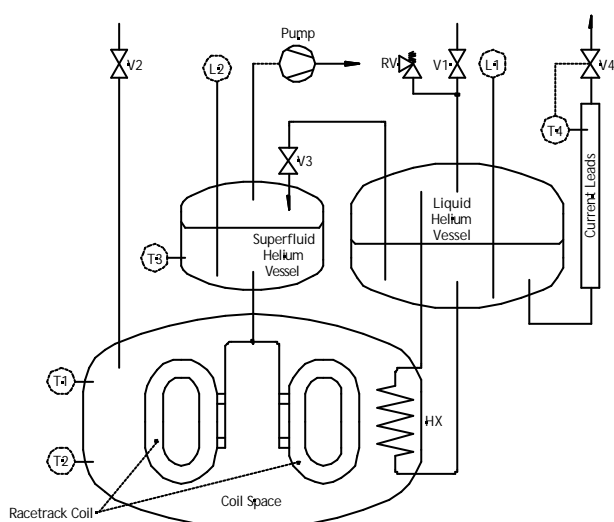 Pump
V2
L2
RV
V1
L1
V4
T4
V3
Current Leads
Liquid
Helium
Vessel
Superfluid
Helium
Vessel
T3
T1
HX
T2
Coil Space
Racetrack Coil